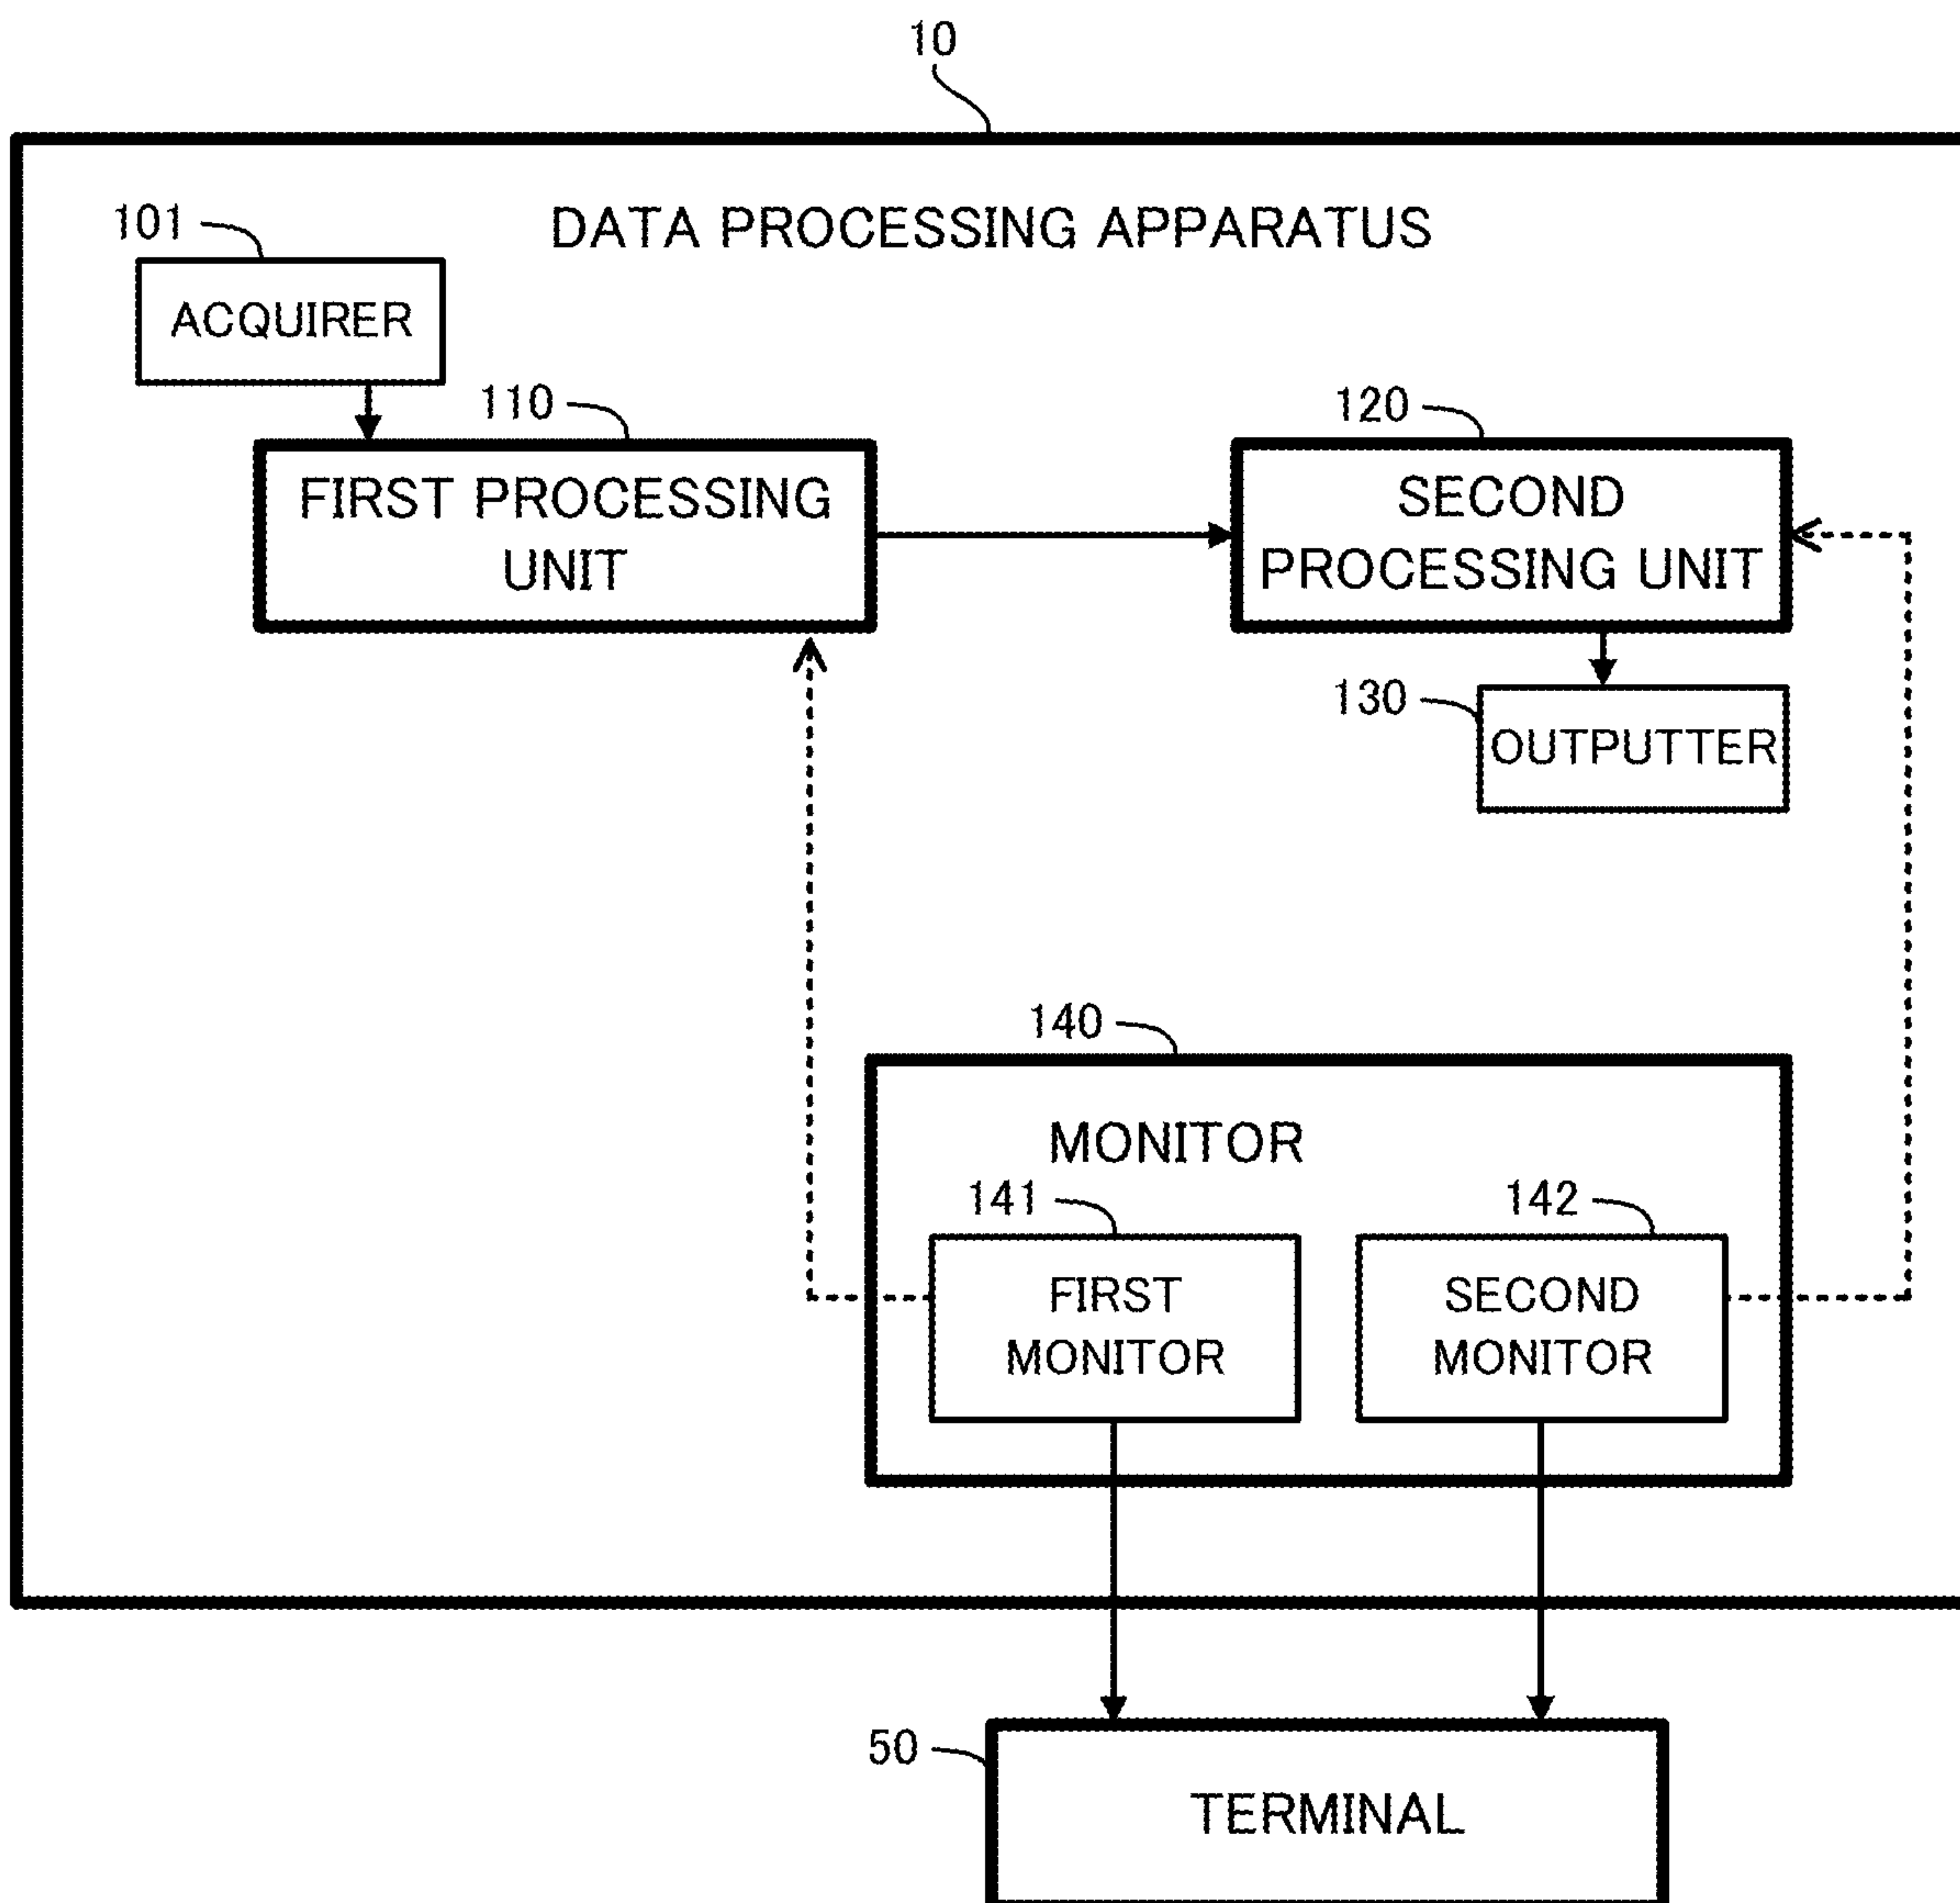 10
101
DATA PROCESSING APPARATUS
ACQUIRER
110
120
FIRST PROCESSING
UNIT
SECOND
PROCESSING UNIT
130
OUTPUTTER
140
MONITOR
141
142
FIRST
MONITOR
SECOND
MONITOR
50
TERMINAL